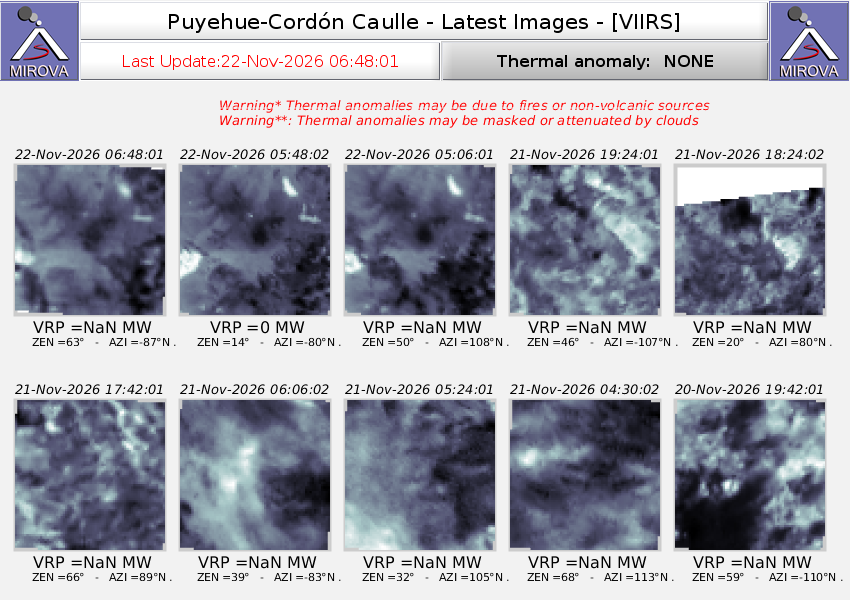 Puyehue-Cordón Caulle - Latest Images - [VIIRS]
MIROVA
Last Update:22-Nov-2026 06:48:01
Thermal anomaly: NONE
MIROVA
Warning* Thermal anomalies may be due to fires or non-volcanic sources
Warning**: Thermal anomalies may be masked or attenuated by clouds
22-Nov-2026 06:48:01 22-Nov-2026 05:48:02 22-Nov-2026 05:06:01 21-Nov-2026 19:24:01 21-Nov-2026 18:24:02
VRP =NaN MW VRP =0 MW VRP =NaN MW VRP =NaN MW VRP =NaN MW
ZEN =63° - AZI =-87°N . ZEN =14° - AZI =-80°N . ZEN =50° - AZI =108°N . ZEN =46° - AZI =-107°N . ZEN =20° - AZI =80°N .
21-Nov-2026 17:42:01 21-Nov-2026 06:06:02 21-Nov-2026 05:24:01 21-Nov-2026 04:30:02 20-Nov-2026 19:42:01
VRP =NaN MW VRP =NaN MW VRP =NaN MW VRP =NaN MW VRP =NaN MW
ZEN =66° - AZI =89°N . ZEN =39° - AZI =-83°N . ZEN =32° - AZI =105°N . ZEN =68° - AZI =113°N . ZEN =59° - AZI =-110°N .